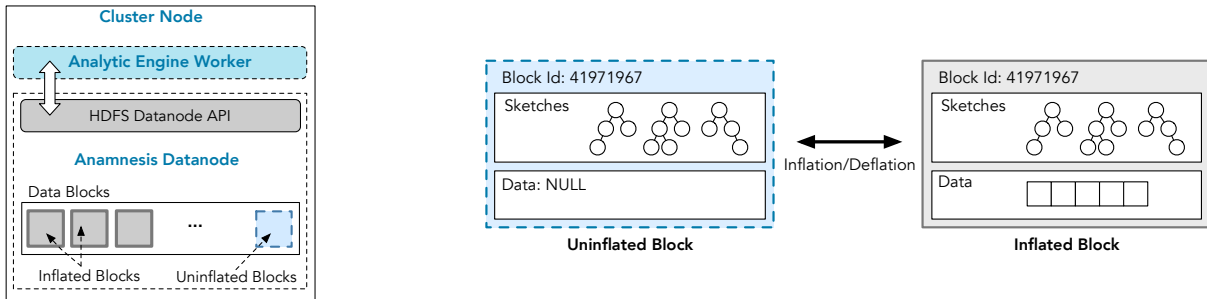 Cluster Node
Analytic Engine Worker
HDFS Datanode API
Anamnesis Datanode
Data Blocks
...
Inflated Blocks
Uninflated Blocks
Block Id: 41971967
Sketches
Data: NULL
Uninflated Block
Inflation/Deflation
Block Id: 41971967
Sketches
Data
Inflated Block